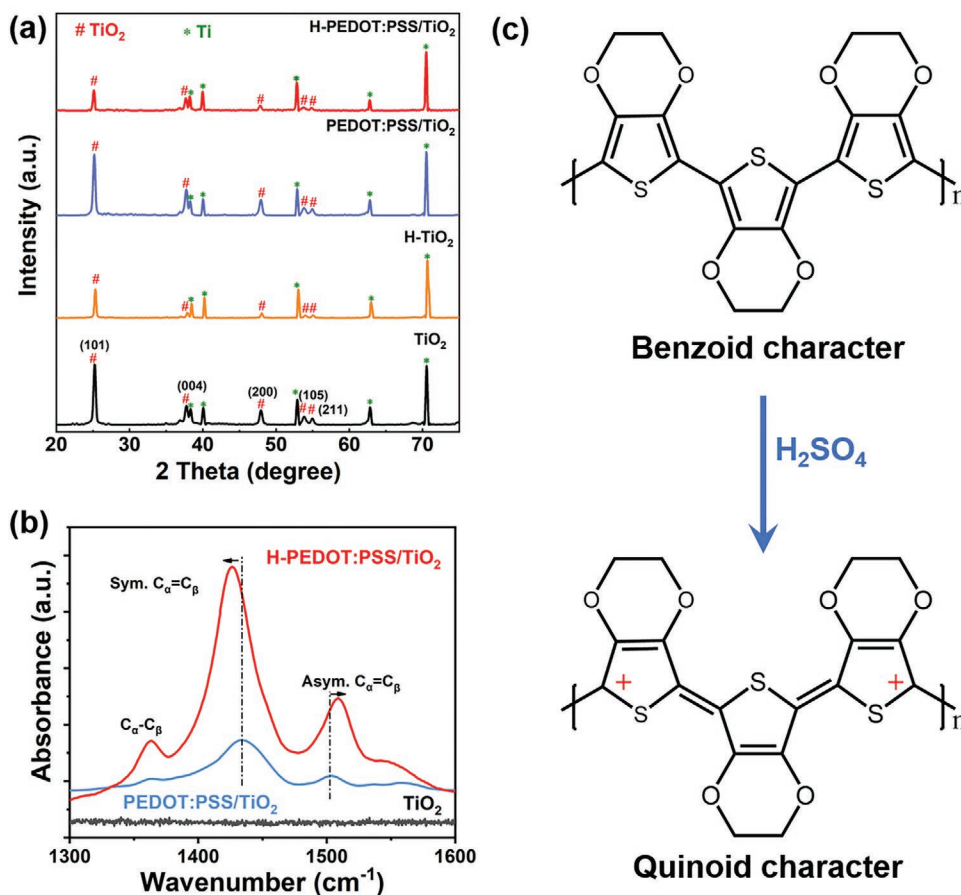 (a)
# TiO₂
* Ti
H-PEDOT:PSS/TiO₂
# # * * # * # # * *
PEDOT:PSS/TiO₂
# # * * # * # # * *
H-TiO₂
# # * * # * ## * *
TiO₂
(101)
(004)
(200)
(105)
(211)
# # * * # * # # * *
Intensity (a.u.)
20 30 40 50 60 70
2 Theta (degree)
(b)
H-PEDOT:PSS/TiO₂
Sym. Cα=Cβ
Asym. Cα=Cβ
Cα-Cβ
PEDOT:PSS/TiO₂
TiO₂
Absorbance (a.u.)
1300 1400 1500 1600
Wavenumber (cm⁻¹)
(c)
O O O O
S
S S n
O O
Benzoid character
H₂SO₄
O O O O
+ S +
S S n
O O
Quinoid character